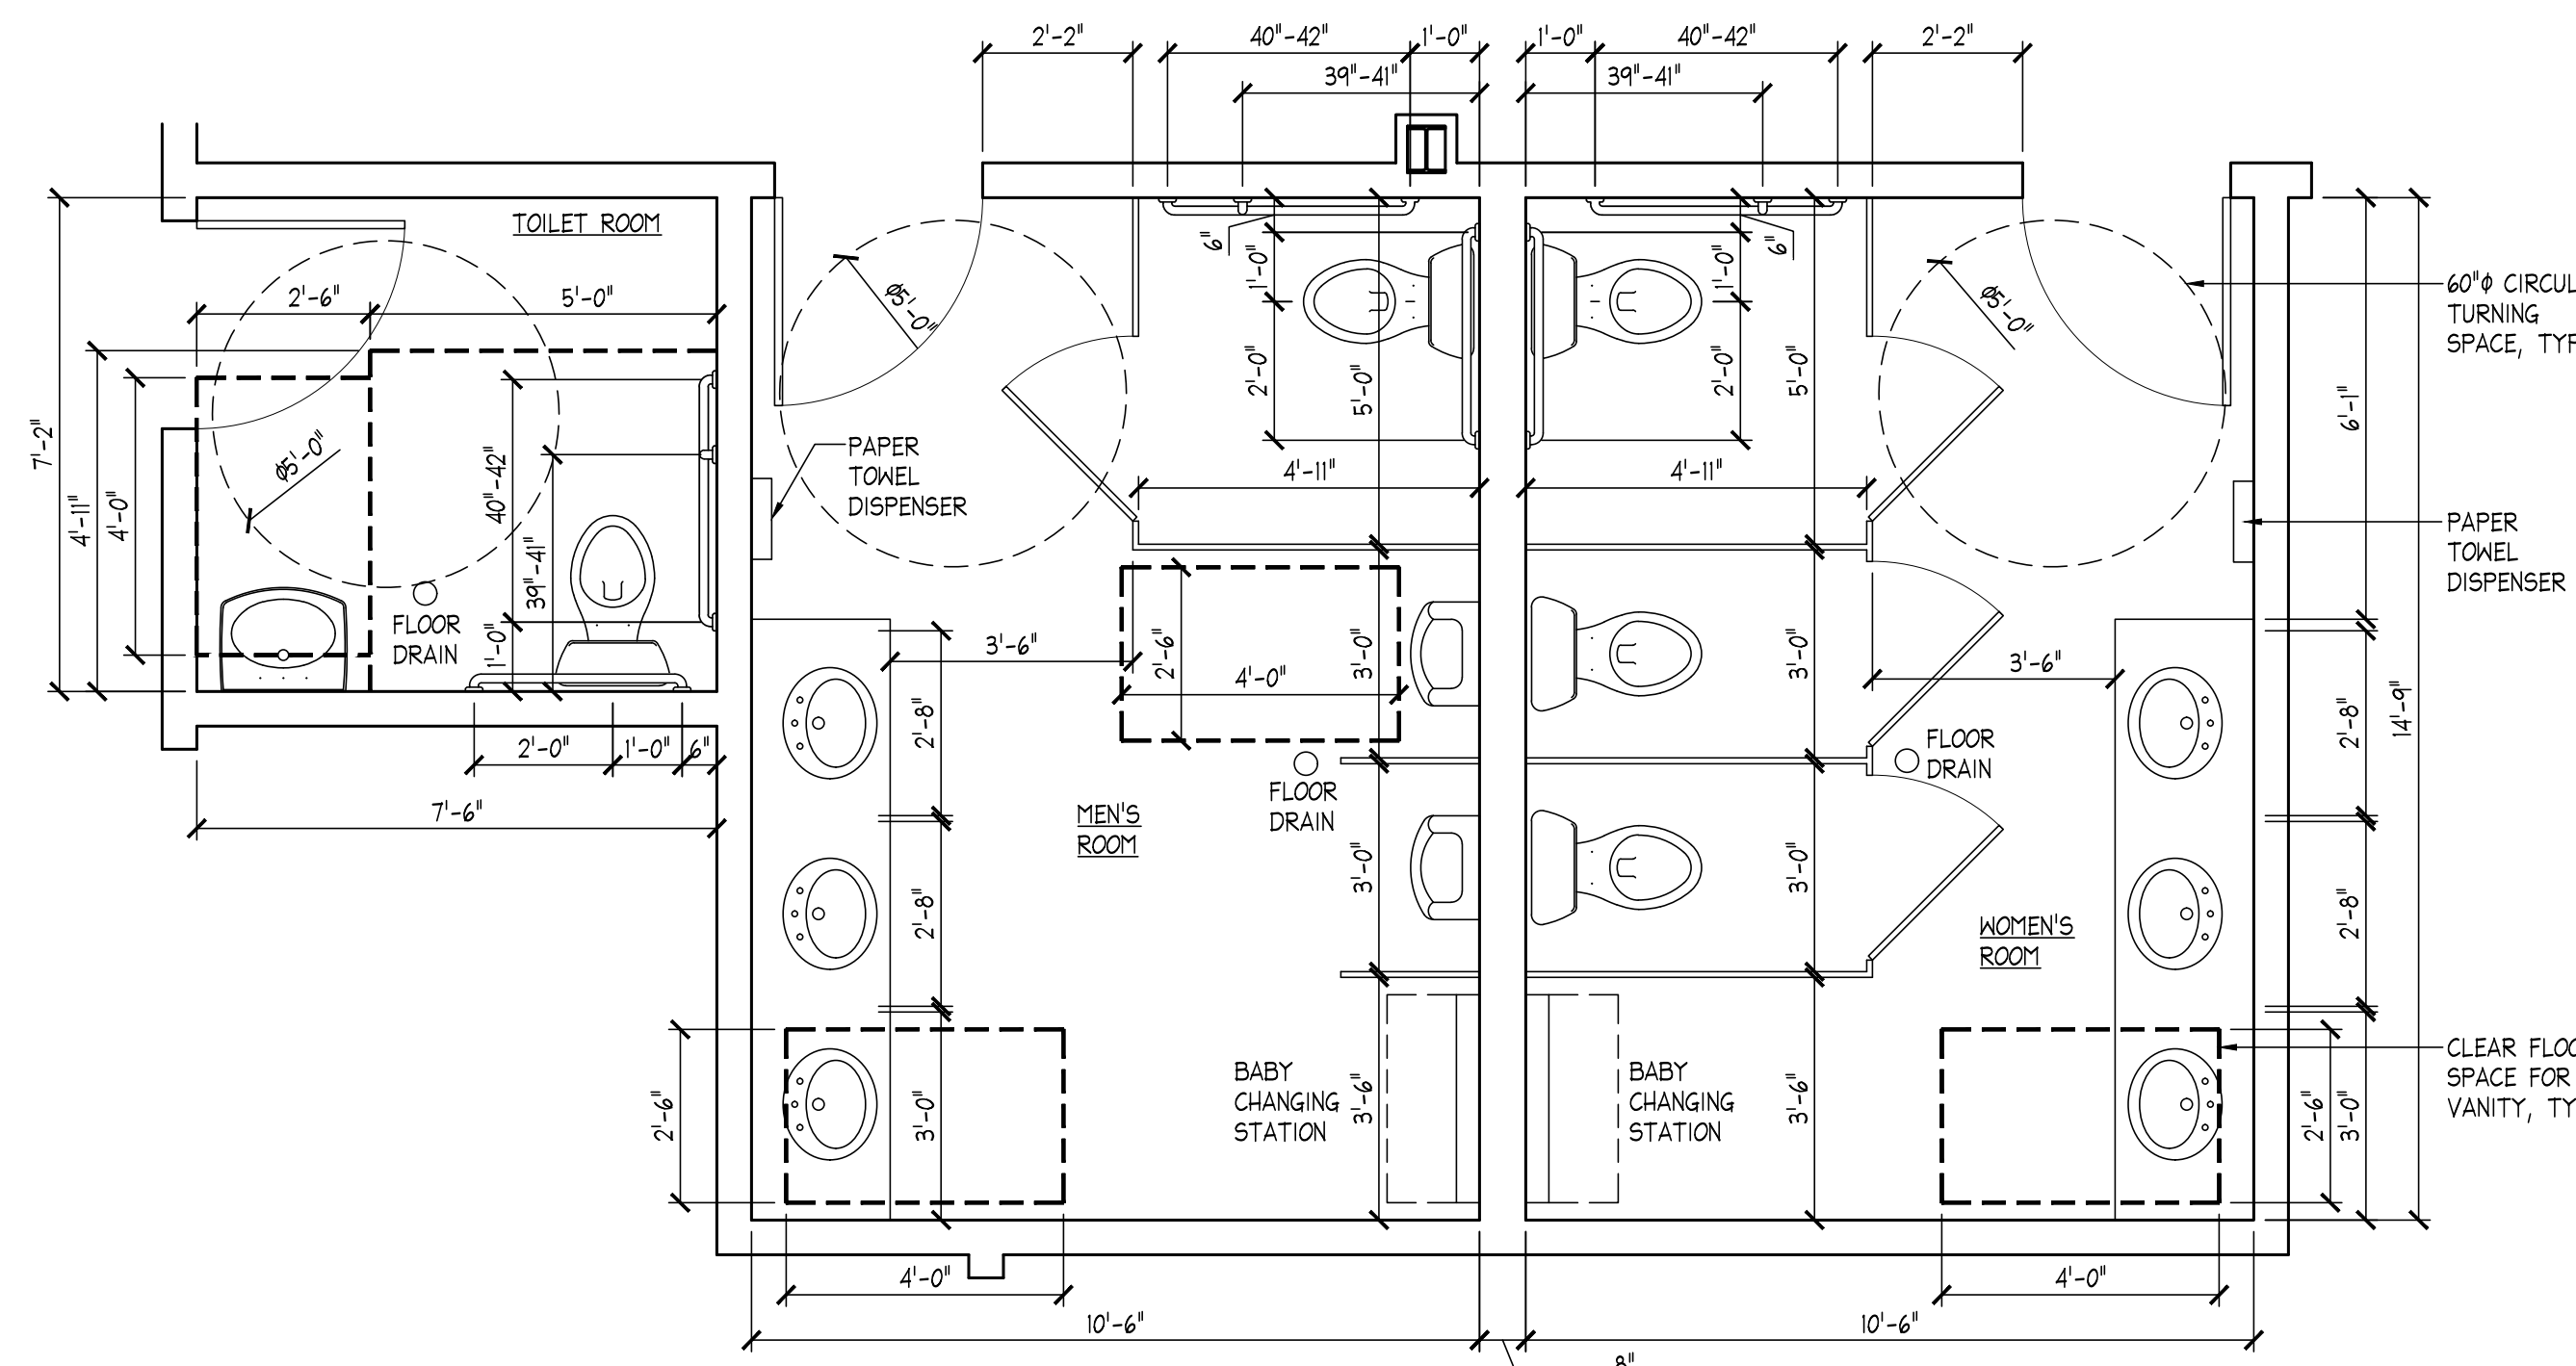 2'-2"
40"-42"
1'-0"
1'-0"
40"-42"
2'-2"
39"-41"
39"-41"
TOILET ROOM
6"
6"
1'-0"
1'-0"
2'-6"
5'-0"
Ø5'-0"
Ø5'-0"
60"Ø CIRCUL
TURNING
SPACE, TYP
2'-0"
5'-0"
2'-0"
5'-0"
6'-1"
7'-2"
4'-11"
4'-0"
Ø5'-0"
40"-42"
39"-41"
1'-0"
PAPER
TOWEL
DISPENSER
4'-11"
4'-11"
PAPER
TOWEL
DISPENSER
FLOOR
DRAIN
3'-6"
2'-6"
4'-0"
3'-0"
3'-0"
3'-6"
2'-8"
2'-8"
14'-9"
2'-0"
1'-0"
6"
7'-6"
FLOOR
DRAIN
FLOOR
DRAIN
MEN'S
ROOM
2'-8"
3'-0"
3'-0"
2'-8"
WOMEN'S
ROOM
2'-6"
3'-0"
BABY
CHANGING
STATION
3'-6"
BABY
CHANGING
STATION
3'-6"
2'-6"
3'-0"
CLEAR FLOO
SPACE FOR
VANITY, TY
4'-0"
4'-0"
10'-6"
10'-6"
8"